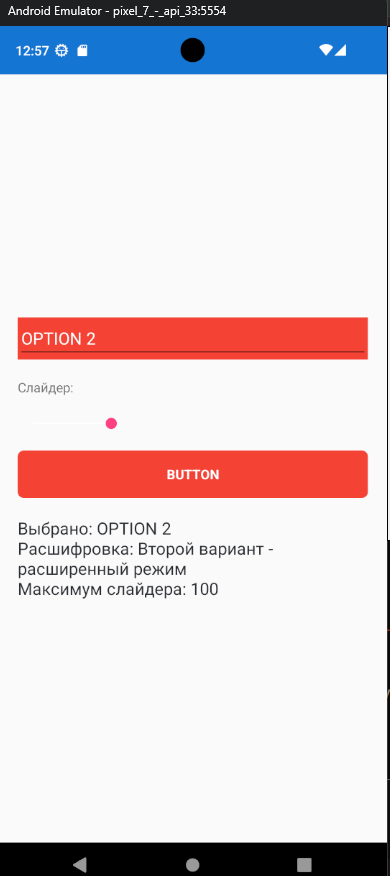 Android Emulator - pixel_7_-_api_33:5554
12:57
OPTION 2
Слайдер:
BUTTON
Выбрано: OPTION 2
Расшифровка: Второй вариант -
расширенный режим
Максимум слайдера: 100